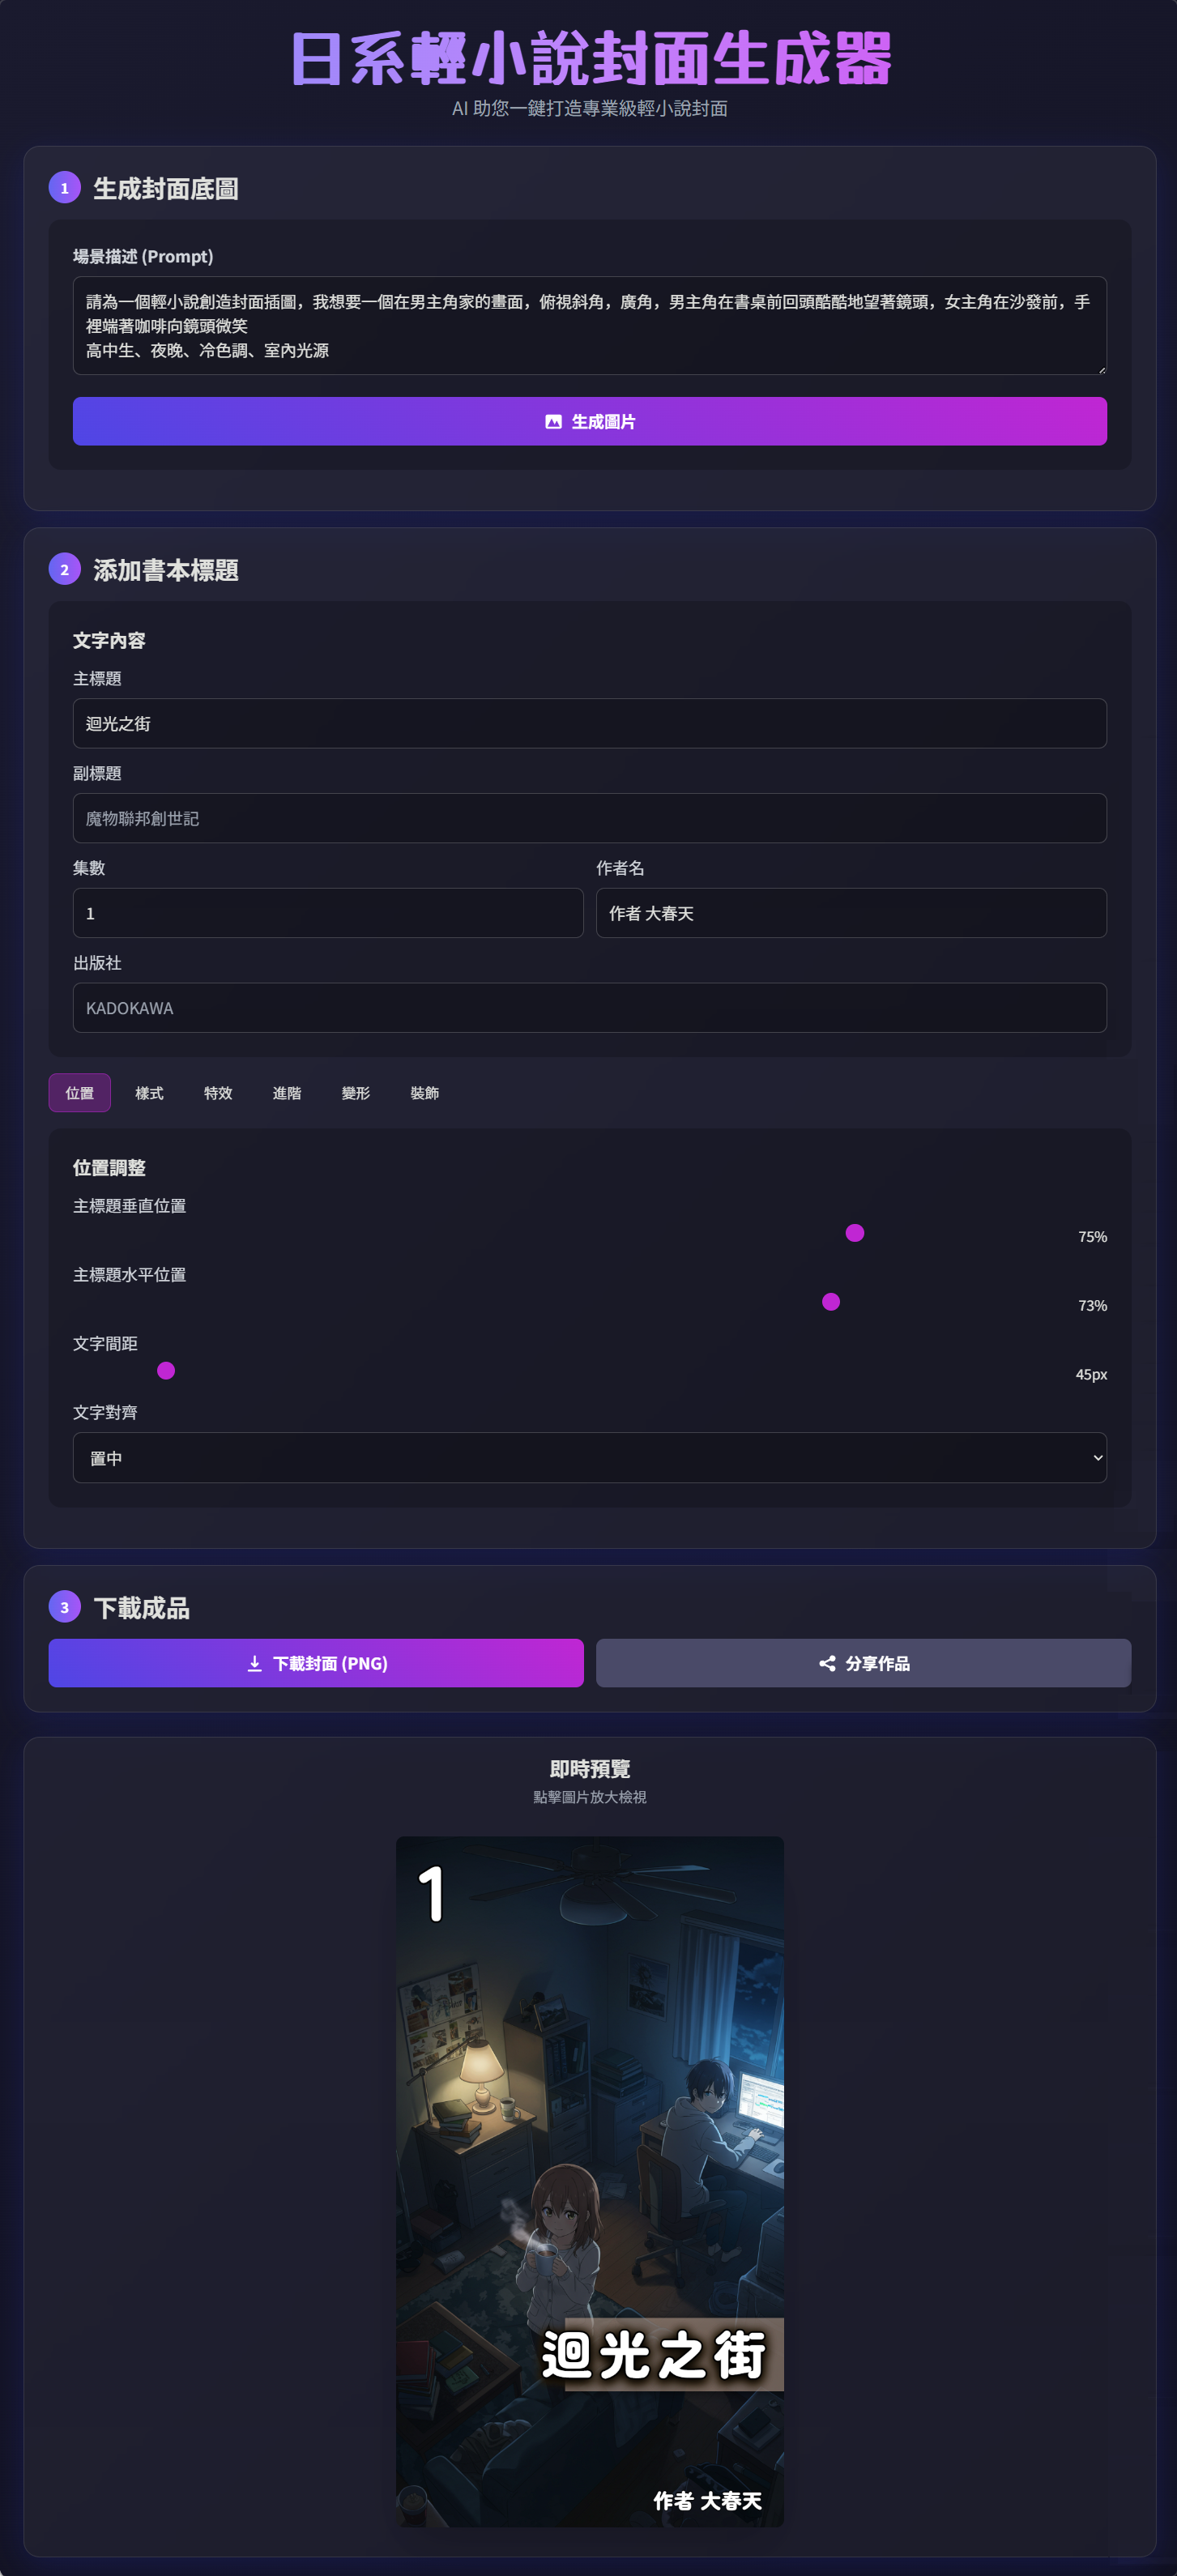 日系輕小說封面生成器
AI 助您一鍵打造專業級輕小說封面
1 生成封面底圖
場景描述 (Prompt)
請為一個輕小說創造封面插圖，我想要一個在男主角家的畫面，俯視斜角，廣角，男主角在書桌前回頭酷酷地望著鏡頭，女主角在沙發前，手
裡端著咖啡向鏡頭微笑
高中生、夜晚、冷色調、室內光源
生成圖片
2 添加書本標題
文字內容
主標題
迴光之街
副標題
魔物聯邦創世記
集數 作者名
1 作者 大春天
出版社
KADOKAWA
位置 樣式 特效 進階 變形 裝飾
位置調整
主標題垂直位置
75%
主標題水平位置
73%
文字間距
45px
文字對齊
置中
3 下載成品
下載封面 (PNG) 分享作品
即時預覽
點擊圖片放大檢視
1
迴光之街
作者 大春天